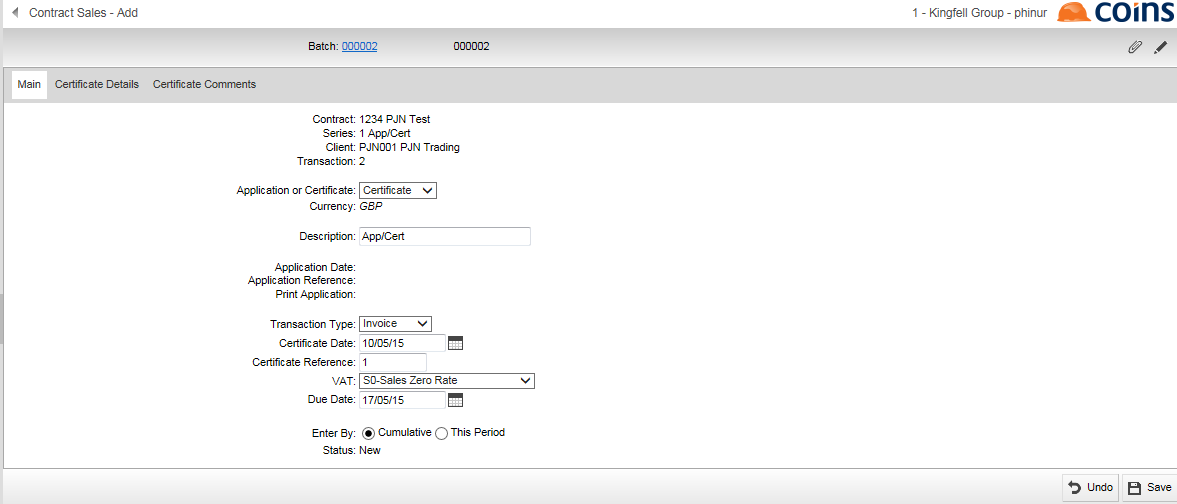 Contract Sales - Add
1 - Kingfell Group - phinur
coins
Batch: 000002 000002
Main Certificate Details Certificate Comments
Contract: 1234 PJN Test
Series: 1 App/Cert
Client: PJN001 PJN Trading
Transaction: 2
Application or Certificate: Certificate
Currency: GBP
Description: App/Cert
Application Date:
Application Reference:
Print Application:
Transaction Type: Invoice
Certificate Date: 10/05/15
Certificate Reference: 1
VAT: S0-Sales Zero Rate
Due Date: 17/05/15
Enter By: Cumulative This Period
Status: New
Undo Save